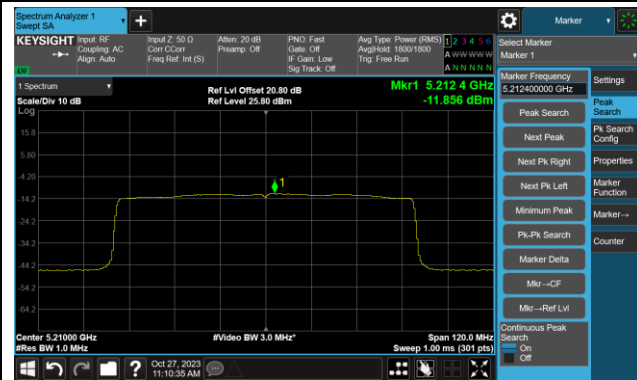 Spectrum Analyzer 1
Swept SA
Marker
KEYSIGHT
Input: RF
Coupling: AC
Align: Auto
Input Z: 50 Ω
Corr CCorr
Freq Ref: Int (S)
Atten: 20 dB
Preamp: Off
PNO: Fast
Gate: Off
IF Gain: Low
Sig Track: Off
Avg Type: Power (RMS)
Avg|Hold: 1800/1800
Trig: Free Run
1 2 3 4 5 6
A W W W W W
A N N N N N
LXI
Select Marker
Marker 1
1 Spectrum
Scale/Div 10 dB
Log
Ref Lvl Offset 20.80 dB
Ref Level 25.80 dBm
Mkr1 5.212 4 GHz
-11.856 dBm
15.8
5.80
-4.20
-14.2
-24.2
-34.2
-44.2
-54.2
-64.2
1
Center 5.21000 GHz
#Res BW 1.0 MHz
#Video BW 3.0 MHz*
Span 120.0 MHz
Sweep 1.00 ms (301 pts)
Marker Frequency
5.212400000 GHz
Peak Search
Next Peak
Next Pk Right
Next Pk Left
Minimum Peak
Pk-Pk Search
Marker Delta
Mkr→CF
Mkr→Ref Lvl
Continuous Peak
Search
On
Off
Settings
Peak
Search
Pk Search
Config
Properties
Marker
Function
Marker→
Counter
Oct 27, 2023
11:10:35 AM